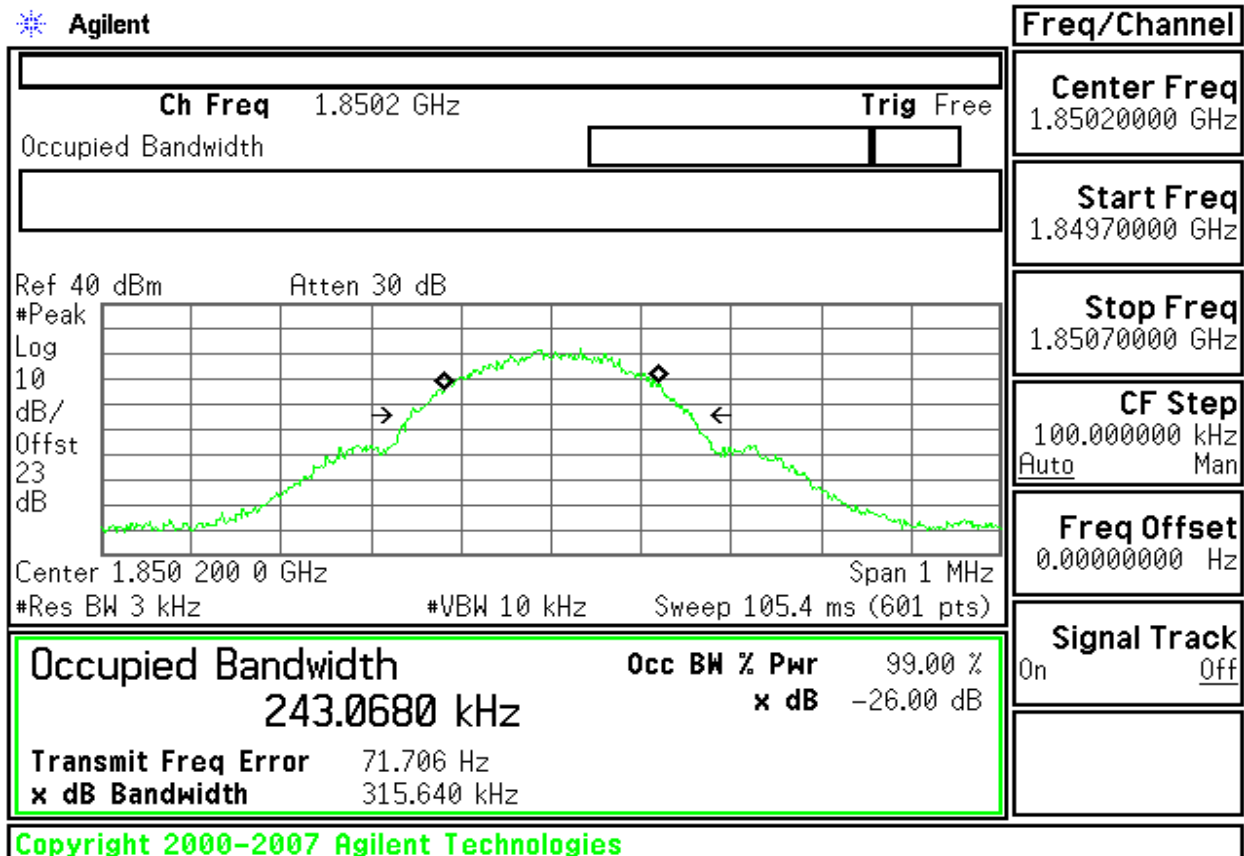 Agilent
Freq/Channel
Ch Freq 1.8502 GHz Trig Free
Occupied Bandwidth
Center Freq
1.85020000 GHz
Start Freq
1.84970000 GHz
Stop Freq
1.85070000 GHz
CF Step
100.000000 kHz
Auto Man
Freq Offset
0.00000000 Hz
Signal Track
On Off
Ref 40 dBm Atten 30 dB
#Peak
Log
10
dB/
Offst
23
dB
Center 1.850 200 0 GHz Span 1 MHz
#Res BW 3 kHz #VBW 10 kHz Sweep 105.4 ms (601 pts)
Occupied Bandwidth Occ BW % Pwr 99.00 %
243.0680 kHz x dB -26.00 dB
Transmit Freq Error 71.706 Hz
x dB Bandwidth 315.640 kHz
Copyright 2000-2007 Agilent Technologies